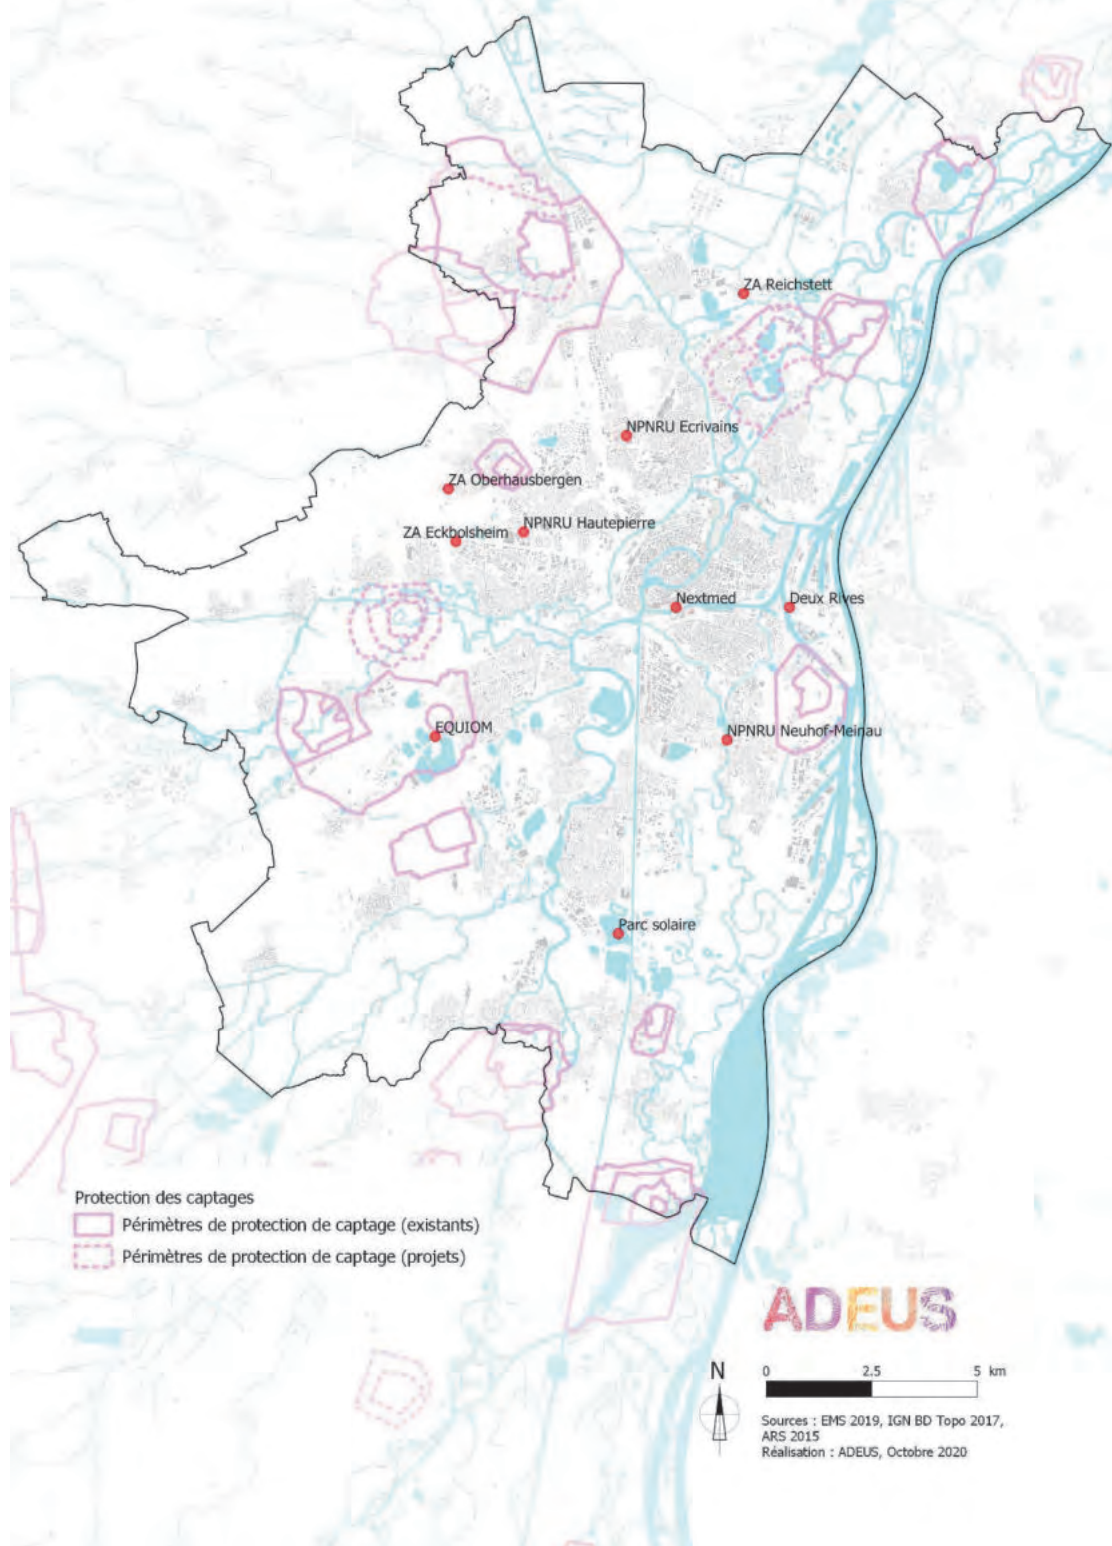 ZA Reichstett
NPNRU Ecrivains
ZA Oberhausbergen
NPNRU Hautepierre
ZA Eckbolsheim
Nextmed
Deux Rives
EQUIOM
NPNRU Neuhof-Meinau
Parc solaire
Protection des captages
Périmètres de protection de captage (existants)
Périmètres de protection de captage (projets)
ADEUS
N
0 2.5 5 km
Sources : EMS 2019, IGN BD Topo 2017,
ARS 2015
Réalisation : ADEUS, Octobre 2020